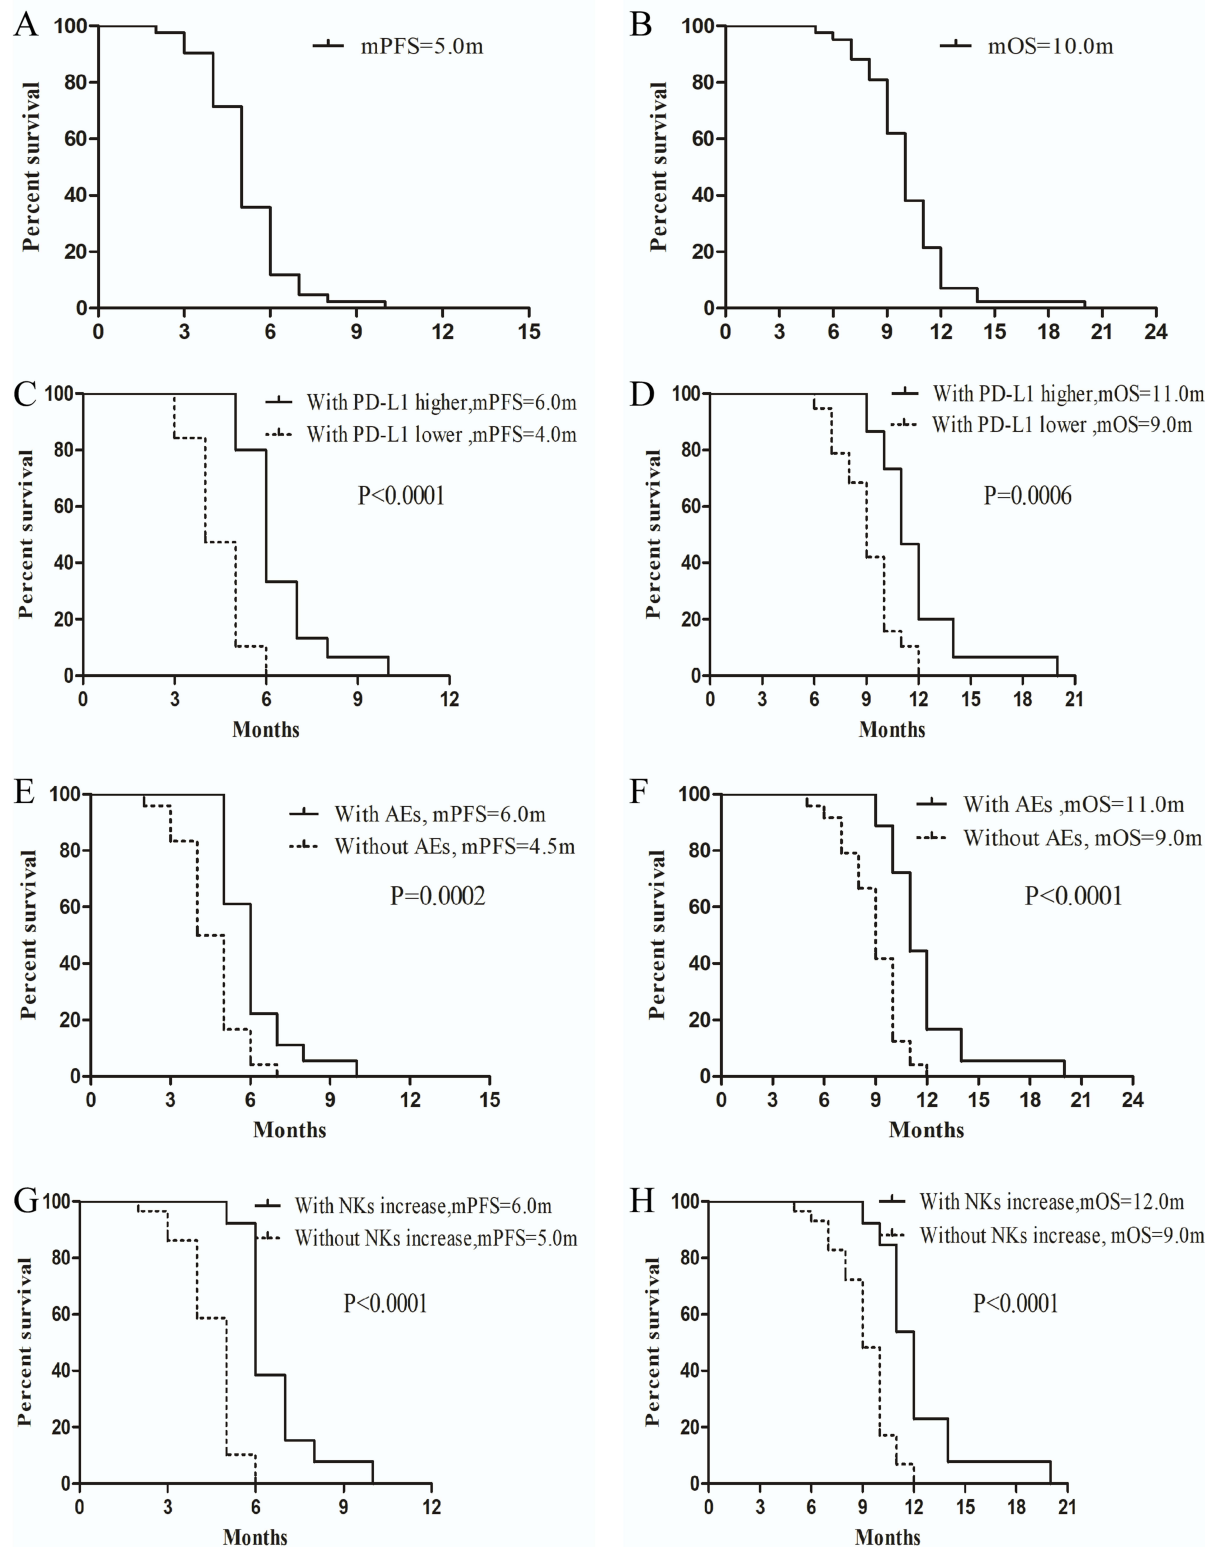 A
Percent survival
100
80
60
40
20
0
0 3 6 9 12 15
mPFS=5.0m
B
Percent survival
100
80
60
40
20
0
0 3 6 9 12 15 18 21 24
mOS=10.0m
C
Percent survival
100
80
60
40
20
0
0 3 6 9 12
Months
With PD-L1 higher,mPFS=6.0m
With PD-L1 lower ,mPFS=4.0m
P<0.0001
D
Percent survival
100
80
60
40
20
0
0 3 6 9 12 15 18 21
Months
With PD-L1 higher,mOS=11.0m
With PD-L1 lower ,mOS=9.0m
P=0.0006
E
Percent survival
100
80
60
40
20
0
0 3 6 9 12 15
Months
With AEs, mPFS=6.0m
Without AEs, mPFS=4.5m
P=0.0002
F
Percent survival
100
80
60
40
20
0
0 3 6 9 12 15 18 21 24
Months
With AEs ,mOS=11.0m
Without AEs, mOS=9.0m
P<0.0001
G
Percent survival
100
80
60
40
20
0
0 3 6 9 12
Months
With NKs increase,mPFS=6.0m
Without NKs increase,mPFS=5.0m
P<0.0001
H
Percent survival
100
80
60
40
20
0
0 3 6 9 12 15 18 21
Months
With NKs increase,mOS=12.0m
Without NKs increase, mOS=9.0m
P<0.0001